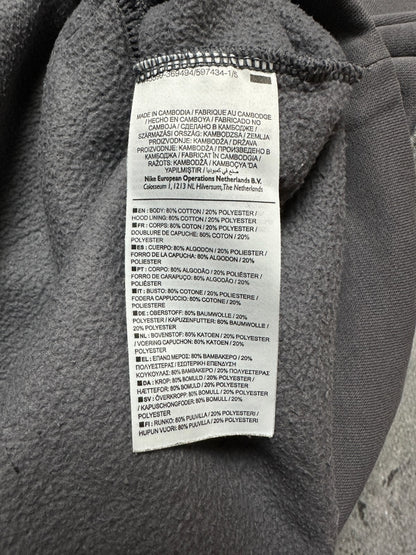 369494/597434-1/5
MADE IN CAMBODIA / FABRIQUE AU CAMBODGE
/ HECHO EN CAMBOYA / FABRICADO NO
CAMBOJA / СДЕЛАНО В КАМБОДЖЕ /
SZÁRMAZÁSI ORSZÁG: KAMBODZSA / ZEMLJA
PROIZVODNJE: KAMBODŽA / DRŽAVA
PROIZVODNJE: KAMBODŽA / ПРОИЗВЕДЕНО В
КАМБОДЖА / FABRICAT ÎN CAMBODGIA
/ KAMBODŽA / KAMBOÇYA'DA
YAPILMIŞTIR / صنع في كمبوديا
Nike European Operations Netherlands B.V.
Colosseum 1, 1213 NL Hilversum, The Netherlands
EN : BODY: 80% COTTON / 20% POLYESTER /
HOOD LINING: 80% COTTON / 20% POLYESTER
FR : CORPS: 80% COTON / 20% POLYESTER /
DOUBLURE DE CAPUCHE: 80% COTON / 20%
POLYESTER
ES : CUERPO: 80% ALGODÓN / 20% POLIÉSTER /
FORRO DE LA CAPUCHA: 80% ALGODÓN / 20%
POLIÉSTER
PT : CORPO: 80% ALGODÃO / 20% POLIÉSTER /
FORRO DE CARAPUÇO: 80% ALGODÃO / 20%
POLIÉSTER
IT : BUSTO: 80% COTONE / 20% POLIESTERE /
FODERA CAPPUCCIO: 80% COTONE / 20%
POLIESTERE
DE : OBERSTOFF: 80% BAUMWOLLE / 20%
POLYESTER / KAPUZENFUTTER: 80% BAUMWOLLE /
20% POLYESTER
NL : BOVENSTUK: 80% KATOEN / 20% POLYESTER
/ VOERING CAPUCHON: 80% KATOEN / 20%
POLYESTER
EL : ΕΠΑΝΩ ΜΕΡΟΣ: 80% ΒΑΜΒΑΚΕΡΟ / 20%
ΠΟΛΥΕΣΤΕΡΑΣ / ΕΣΩΤΕΡΙΚΗ ΕΠΕΝΔΥΣΗ
ΚΟΥΚΟΥΛΑΣ: 80% ΒΑΜΒΑΚΕΡΟ / 20% ΠΟΛΥΕΣΤΕΡΑΣ
DA : KROP: 80% BOMULD / 20% POLYESTER /
HÆTTEFOR: 80% BOMULD / 20% POLYESTER
SV : ÖVERKROPP: 80% BOMULL / 20% POLYESTER
/ KAPUSCHONGFODER: 80% BOMULL / 20%
POLYESTER
FI : RUNKO: 80% PUUVILLA / 20% POLYESTERI /
HUPUN VUORI: 80% PUUVILLA / 20% POLYESTERI